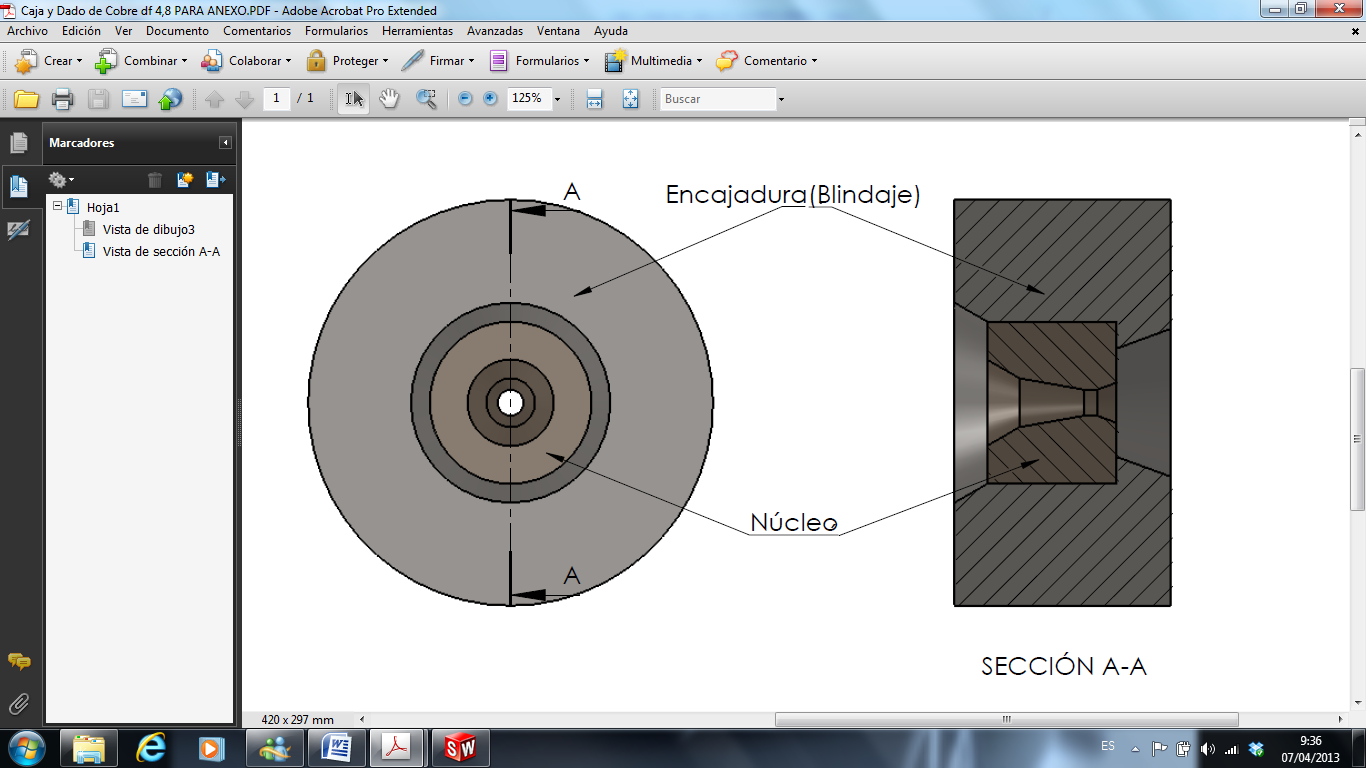 Caja y Dado de Cobre df 4,8 PARA ANEXO.PDF - Adobe Acrobat Pro Extended
Archivo Edición Ver Documento Comentarios Formularios Herramientas Avanzadas Ventana Ayuda
Crear Combinar Colaborar Proteger Firmar Formularios Multimedia Comentario
1 / 1 125% Buscar
Marcadores
Hoja1
Vista de dibujo3
Vista de sección A-A
A
Encajadura(Blindaje)
Núcleo
A
SECCIÓN A-A
420 x 297 mm
W
SW
ES
9:36
07/04/2013